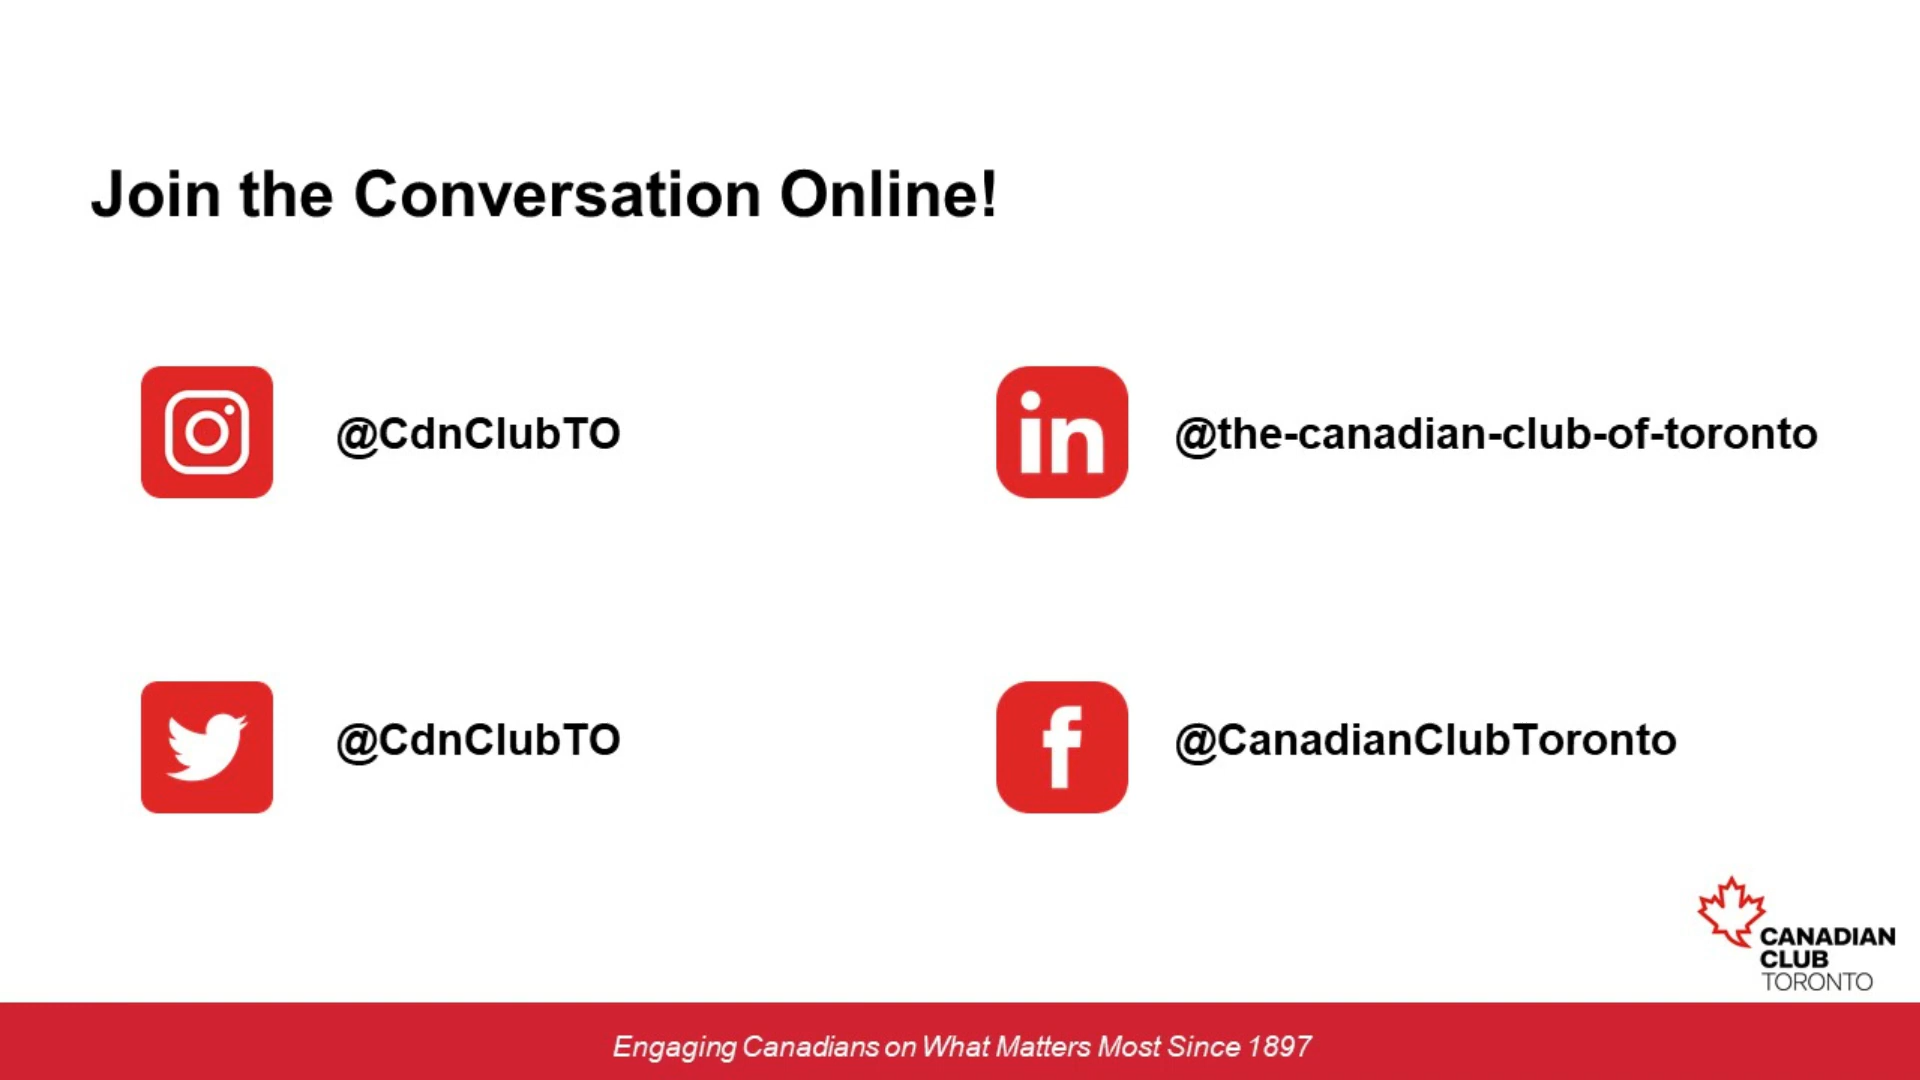 Join the Conversation Online!
@CdnClubTO
in @the-canadian-club-of-toronto
@CdnClubTO
f @CanadianClubToronto
CANADIAN
CLUB
TORONTO
Engaging Canadians on What Matters Most Since 1897